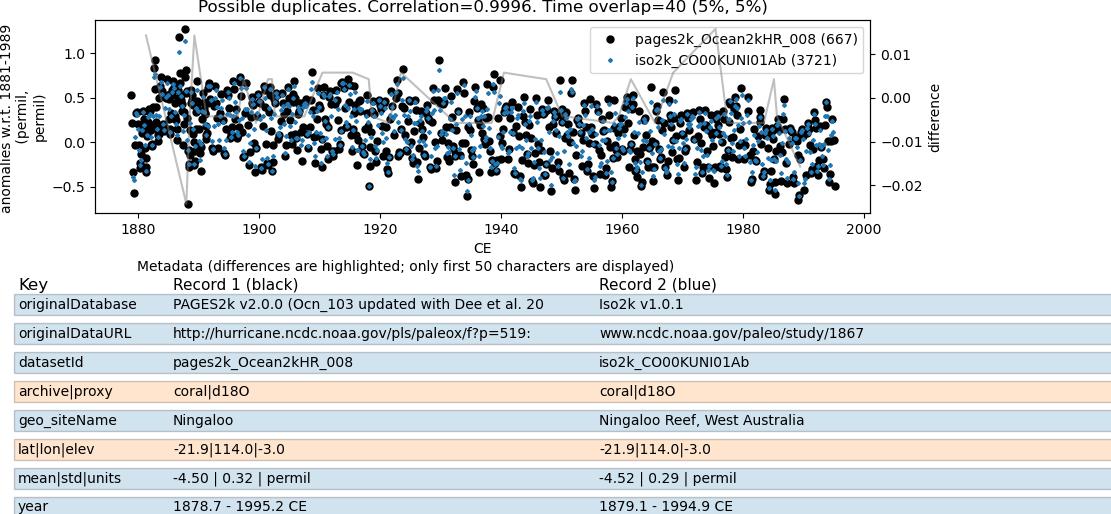 Possible duplicates. Correlation=0.9996. Time overlap=40 (5%, 5%)
anomalies w.r.t. 1881-1989
(permil,
permil)
1.0
0.5
0.0
−0.5
pages2k_Ocean2kHR_008 (667)
iso2k_CO00KUNI01Ab (3721)
0.01
0.00
−0.01
−0.02
difference
1880 1900 1920 1940 1960 1980 2000
CE
Metadata (differences are highlighted; only first 50 characters are displayed)
Key Record 1 (black) Record 2 (blue)
originalDatabase PAGES2k v2.0.0 (Ocn_103 updated with Dee et al. 20 Iso2k v1.0.1
originalDataURL http://hurricane.ncdc.noaa.gov/pls/paleox/f?p=519: www.ncdc.noaa.gov/paleo/study/1867
datasetId pages2k_Ocean2kHR_008 iso2k_CO00KUNI01Ab
archive|proxy coral|d18O coral|d18O
geo_siteName Ningaloo Ningaloo Reef, West Australia
lat|lon|elev -21.9|114.0|-3.0 -21.9|114.0|-3.0
mean|std|units -4.50 | 0.32 | permil -4.52 | 0.29 | permil
year 1878.7 - 1995.2 CE 1879.1 - 1994.9 CE